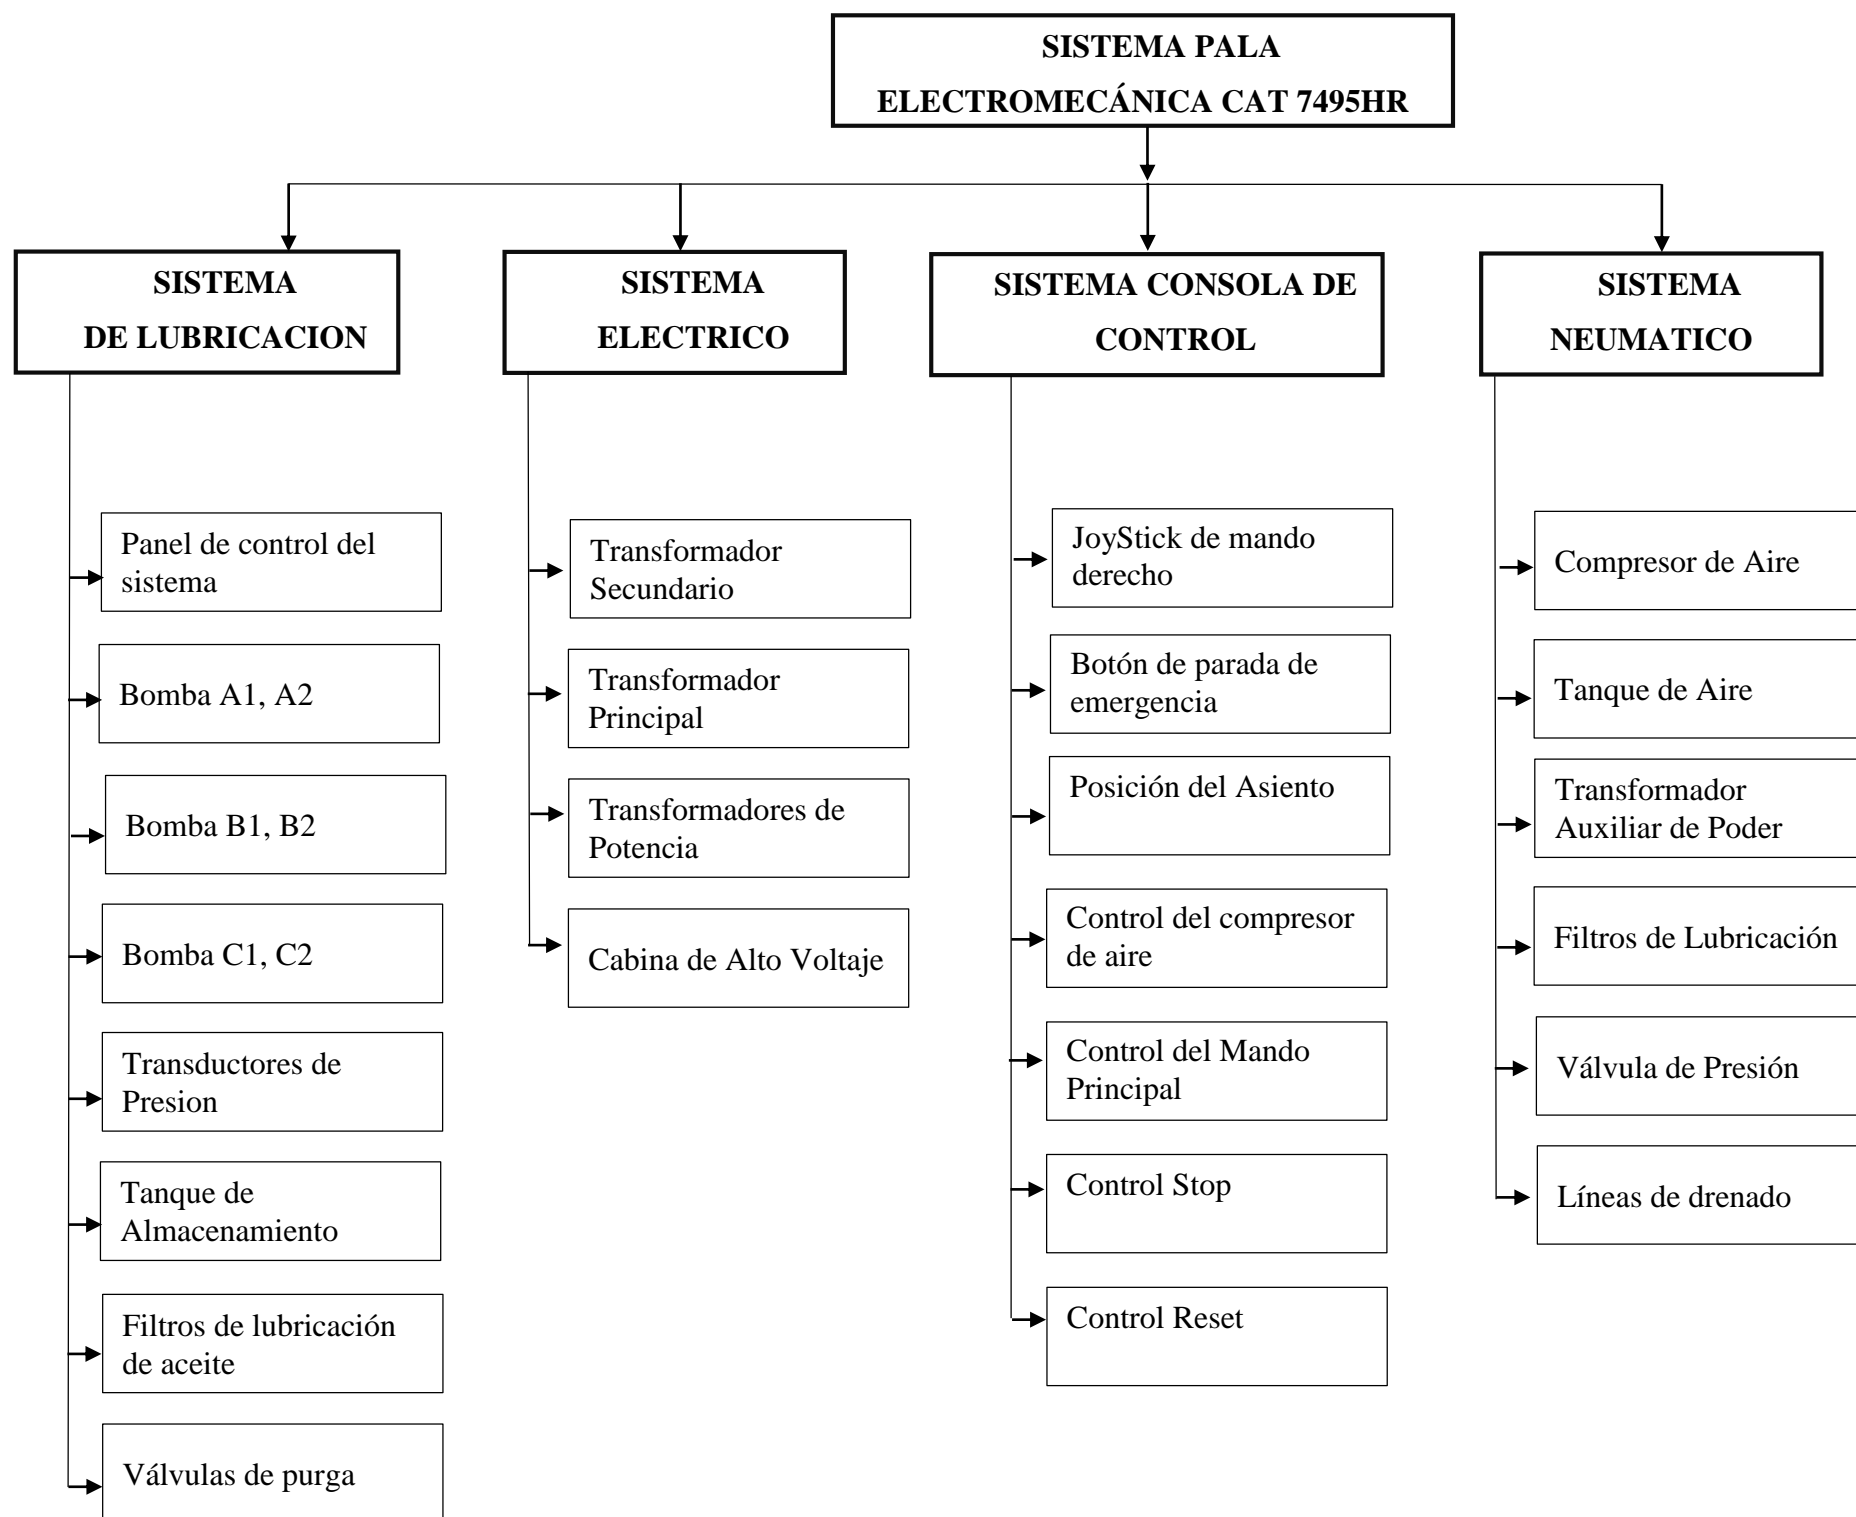 SISTEMA PALA
ELECTROMECÁNICA CAT 7495HR
SISTEMA
DE LUBRICACION
Panel de control del
sistema
Bomba A1, A2
Bomba B1, B2
Bomba C1, C2
Transductores de
Presion
Tanque de
Almacenamiento
Filtros de lubricación
de aceite
Válvulas de purga
SISTEMA
ELECTRICO
Transformador
Secundario
Transformador
Principal
Transformadores de
Potencia
Cabina de Alto Voltaje
SISTEMA CONSOLA DE
CONTROL
JoyStick de mando
derecho
Botón de parada de
emergencia
Posición del Asiento
Control del compresor
de aire
Control del Mando
Principal
Control Stop
Control Reset
SISTEMA
NEUMATICO
Compresor de Aire
Tanque de Aire
Transformador
Auxiliar de Poder
Filtros de Lubricación
Válvula de Presión
Líneas de drenado